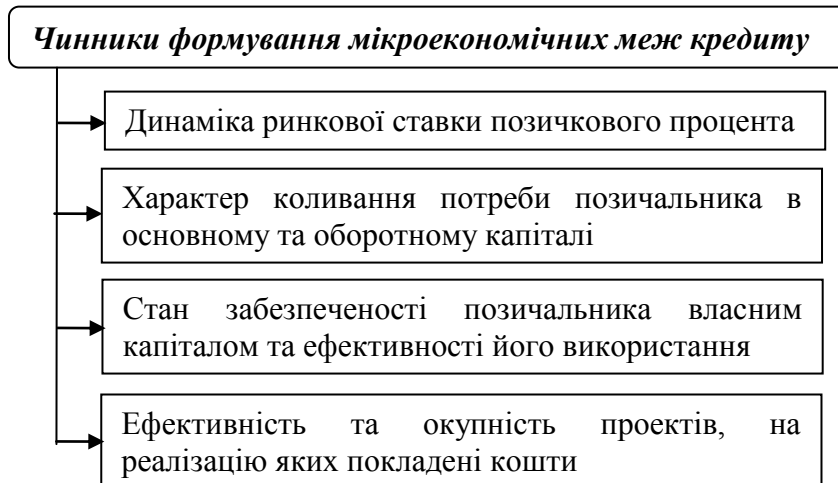 Чинники формування мікроекономічних меж кредиту
Динаміка ринкової ставки позичкового процента
Характер коливання потреби позичальника в
основному та оборотному капіталі
Стан забезпеченості позичальника власним
капіталом та ефективності його використання
Ефективність та окупність проектів, на
реалізацію яких покладені кошти